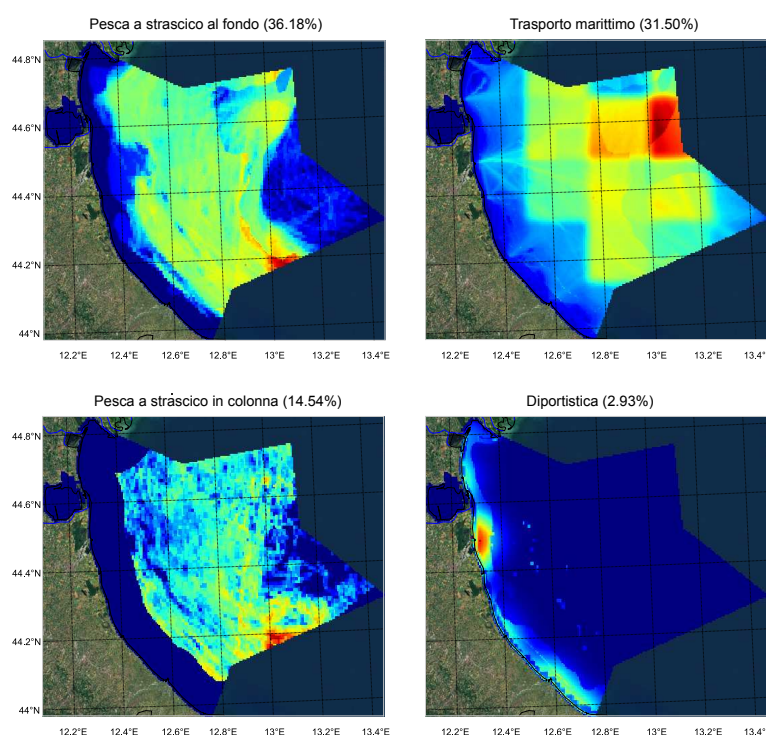 Pesca a strascico al fondo (36.18%)
Trasporto marittimo (31.50%)
44.8°N
44.6°N
44.4°N
44.2°N
44°N
12.2°E 12.4°E 12.6°E 12.8°E 13°E 13.2°E 13.4°E
12.2°E 12.4°E 12.6°E 12.8°E 13°E 13.2°E 13.4°E
Pesca a strascico in colonna (14.54%)
Diportistica (2.93%)
44.8°N
44.6°N
44.4°N
44.2°N
44°N
12.2°E 12.4°E 12.6°E 12.8°E 13°E 13.2°E 13.4°E
12.2°E 12.4°E 12.6°E 12.8°E 13°E 13.2°E 13.4°E